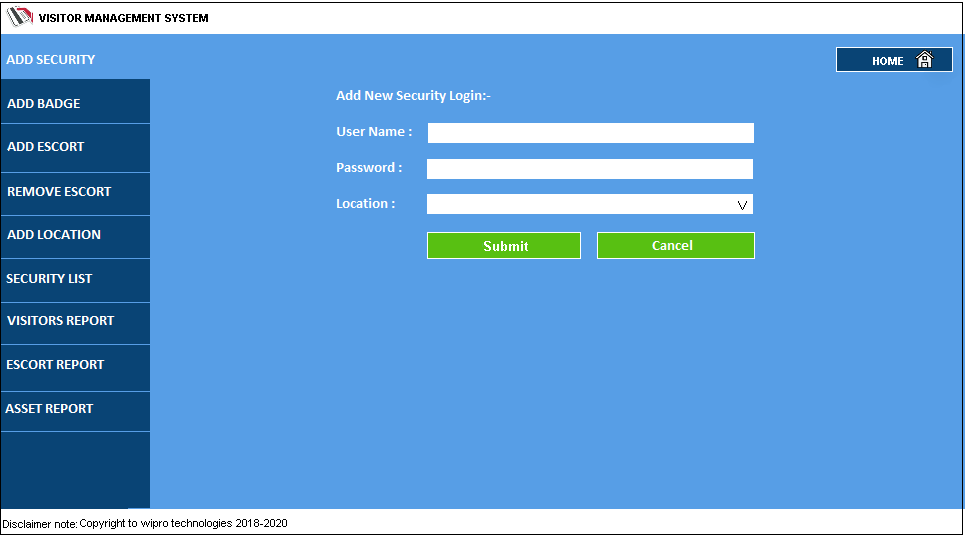 VISITOR MANAGEMENT SYSTEM
ADD SECURITY
HOME
ADD BADGE
ADD ESCORT
REMOVE ESCORT
ADD LOCATION
SECURITY LIST
VISITORS REPORT
ESCORT REPORT
ASSET REPORT
Add New Security Login:-
User Name :
Password :
Location :
V
Submit
Cancel
Disclaimer note: Copyright to wipro technologies 2018-2020